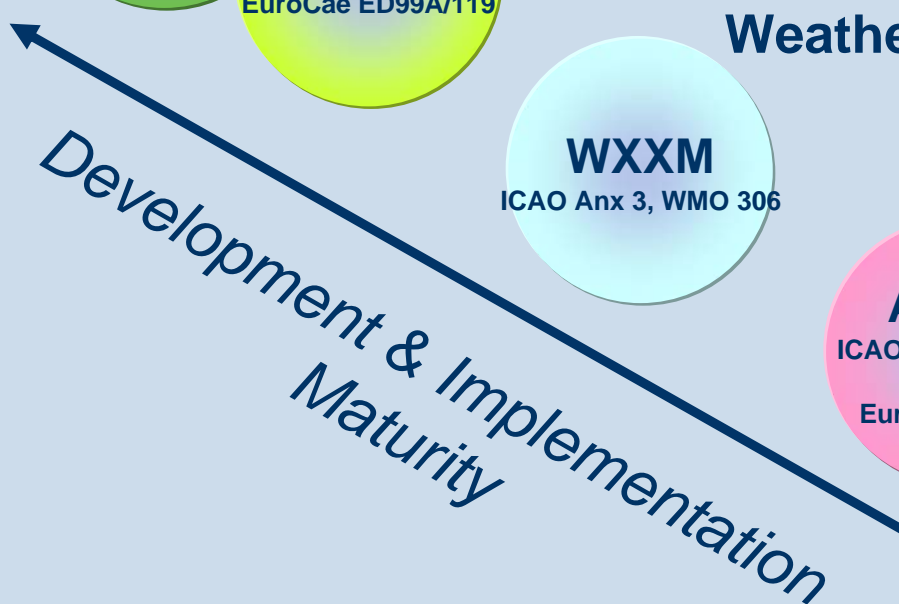 EuroCae ED99A/119
Weathe
WXXM
ICAO Anx 3, WMO 306
A
ICAO
Eur
Development & Implementation
Maturity